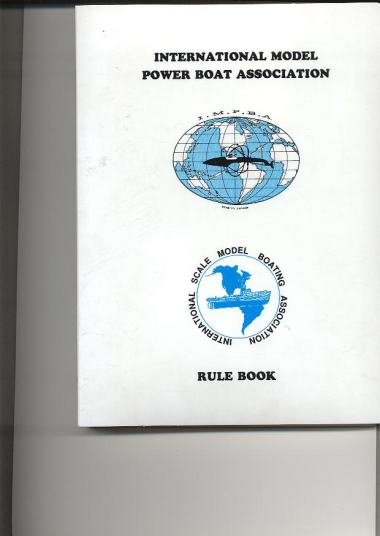 INTERNATIONAL MODEL
POWER BOAT ASSOCIATION
I.M.P.B.A
INTERNATIONAL SCALE MODEL BOATING ASSOCIATION
RULE BOOK